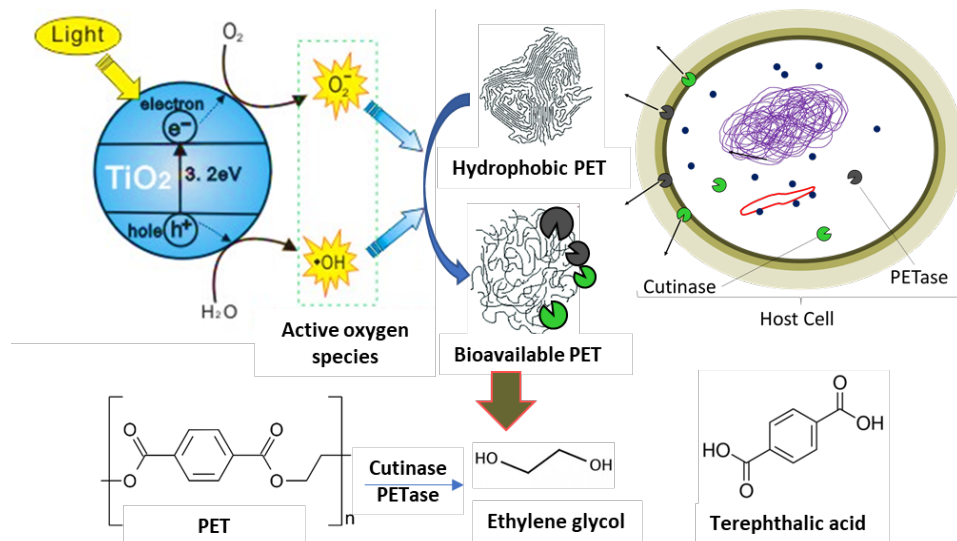 Light
O₂
electron
e⁻
TiO₂
3. 2eV
hole
h⁺
H₂O
O₂⁻
•OH
Active oxygen
species
Hydrophobic PET
Bioavailable PET
Cutinase
PETase
Host Cell
O
O
O
O
n
PET
Cutinase
PETase
HO
OH
Ethylene glycol
O
OH
HO
O
Terephthalic acid